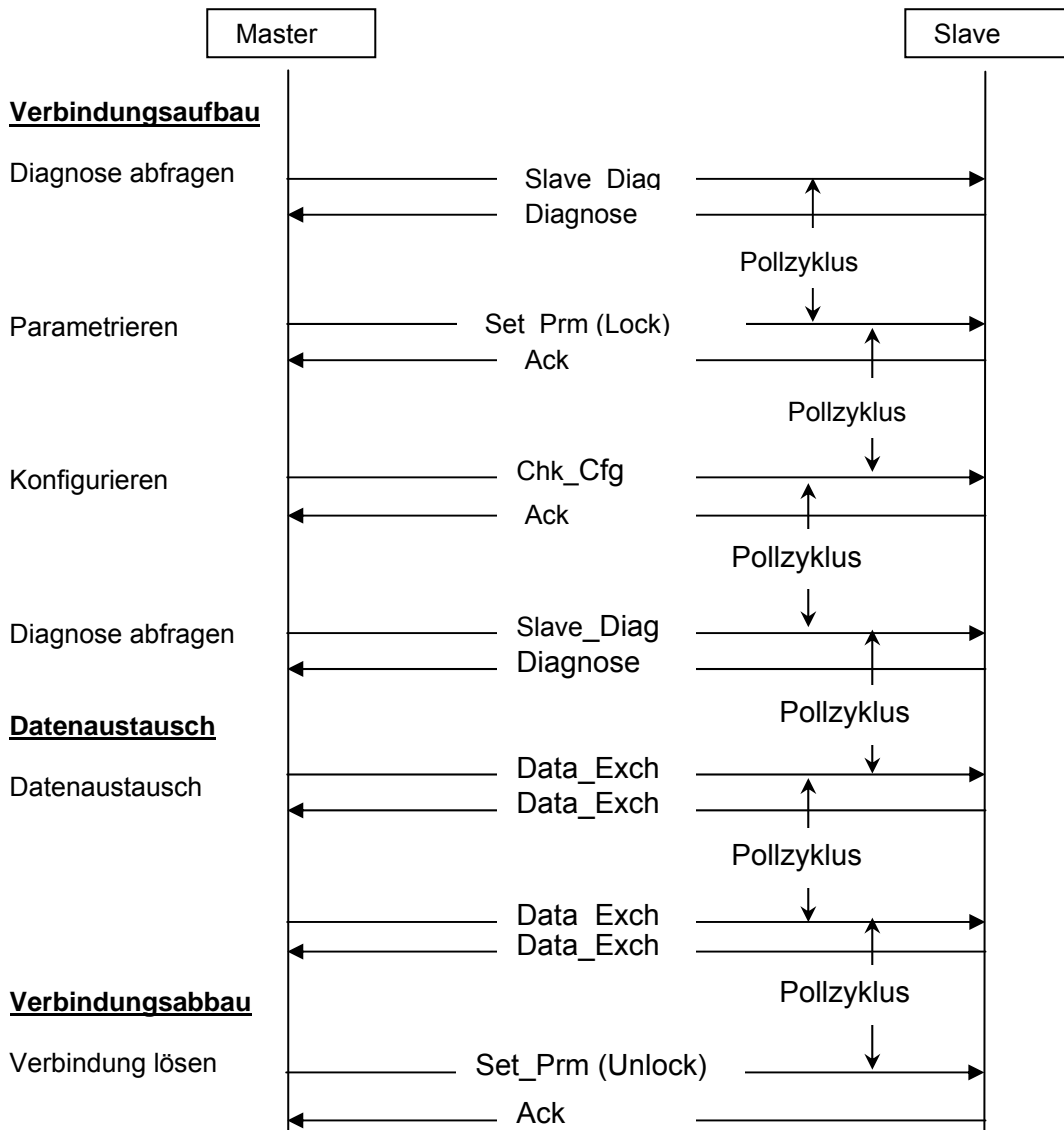 Master
Slave
Verbindungsaufbau
Diagnose abfragen
Slave_Diag
Diagnose
Pollzyklus
Parametrieren
Set_Prm (Lock)
Ack
Pollzyklus
Konfigurieren
Chk_Cfg
Ack
Pollzyklus
Diagnose abfragen
Slave_Diag
Diagnose
Pollzyklus
Datenaustausch
Datenaustausch
Data_Exch
Data_Exch
Pollzyklus
Data_Exch
Data_Exch
Pollzyklus
Verbindungsabbau
Verbindung lösen
Set_Prm (Unlock)
Ack